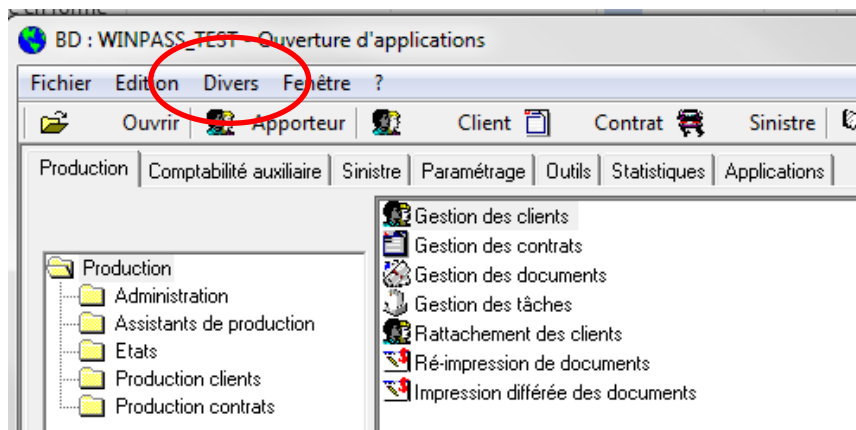 en forme
BD : WINPASS_TEST - Ouverture d'applications
Fichier Edition Divers Fenêtre ?
Ouvrir Apporteur Client Contrat Sinistre
Production Comptabilité auxiliaire Sinistre Paramétrage Outils Statistiques Applications
Gestion des clients
Gestion des contrats
Gestion des documents
Gestion des tâches
Rattachement des clients
Ré-impression de documents
Impression différée des documents
Production
Administration
Assistants de production
Etats
Production clients
Production contrats